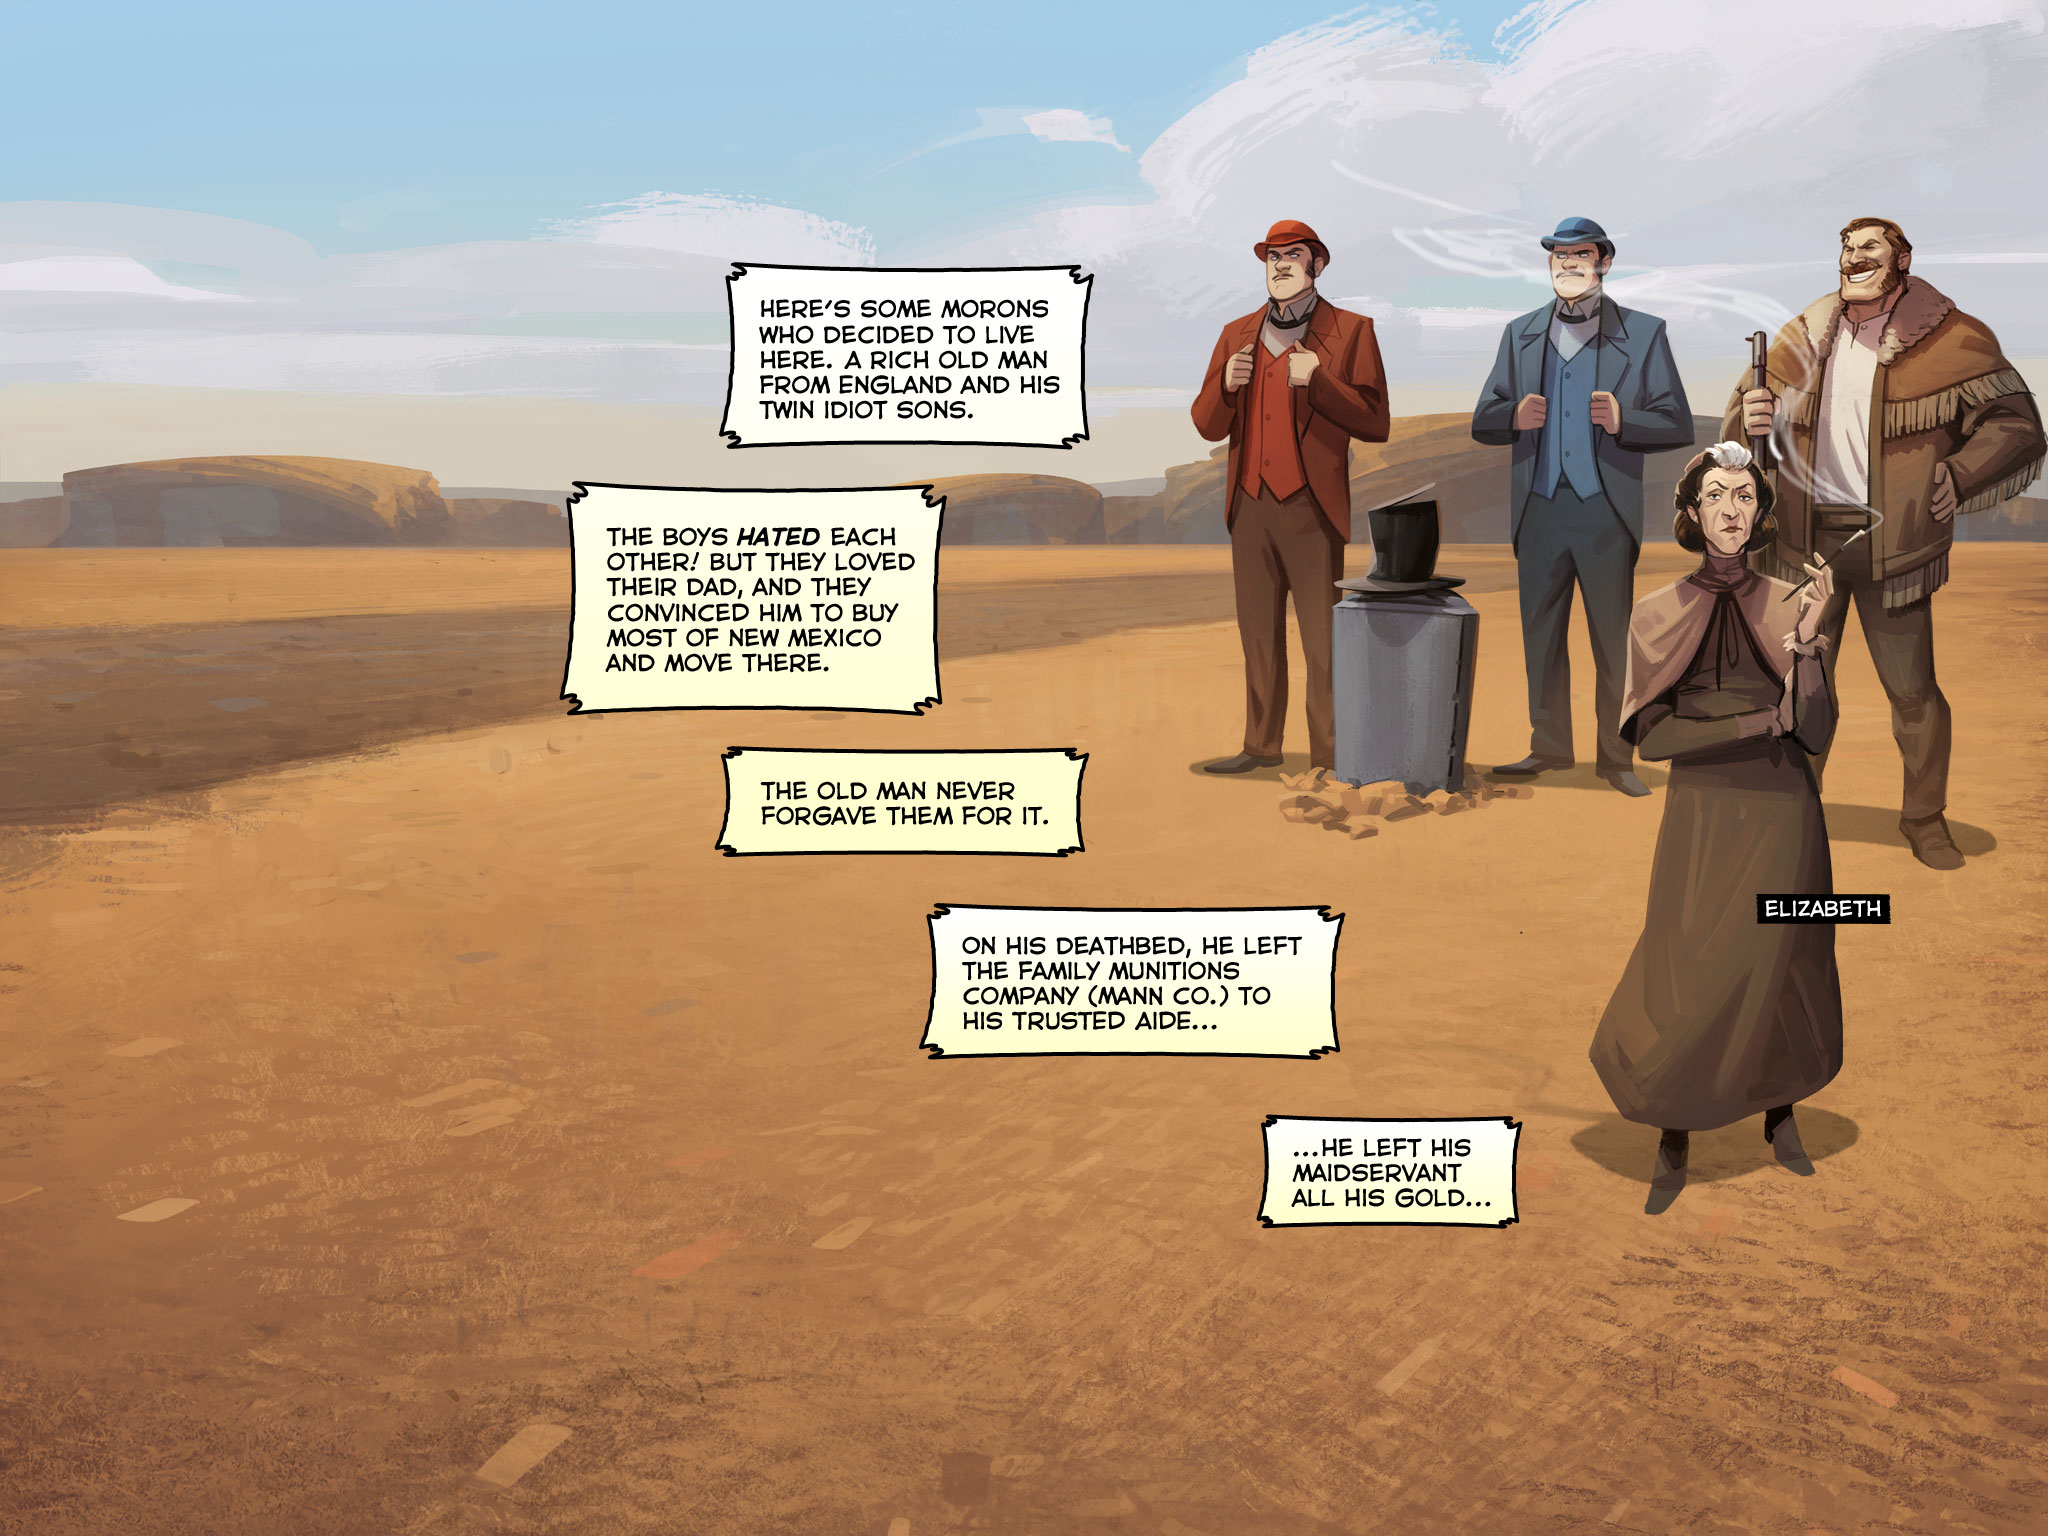 HERE'S SOME MORONS
WHO DECIDED TO LIVE
HERE. A RICH OLD MAN
FROM ENGLAND AND HIS
TWIN IDIOT SONS.
THE BOYS HATED EACH
OTHER! BUT THEY LOVED
THEIR DAD, AND THEY
CONVINCED HIM TO BUY
MOST OF NEW MEXICO
AND MOVE THERE.
THE OLD MAN NEVER
FORGAVE THEM FOR IT.
ON HIS DEATHBED, HE LEFT
THE FAMILY MUNITIONS
COMPANY (MANN CO.) TO
HIS TRUSTED AIDE...
ELIZABETH
...HE LEFT HIS
MAIDSERVANT
ALL HIS GOLD...